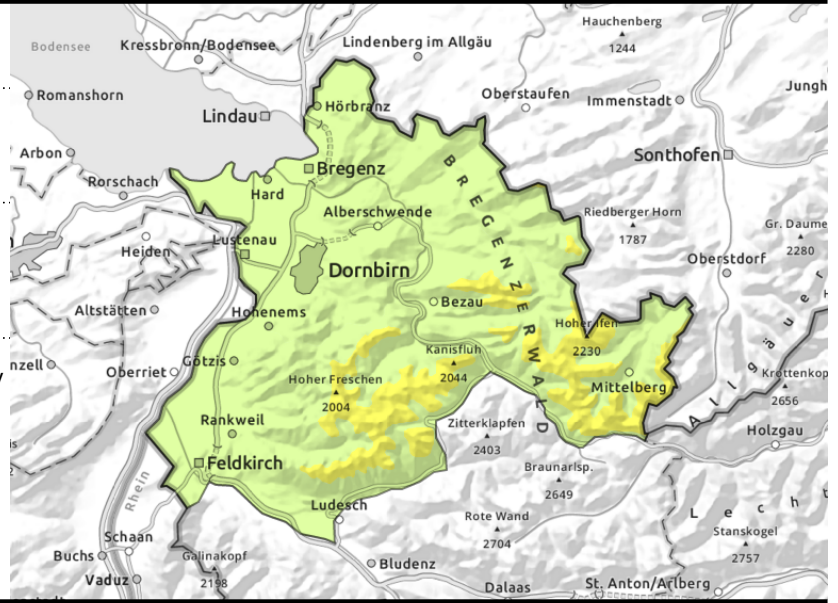 Hauchenberg
1244
Bodensee
Kressbronn/Bodensee
Lindenberg im Allgäu
Romanshorn
Hörbranz
Oberstaufen
Immenstadt
Jungh
Lindau
Arbon
Sonthofen
Bregenz
Rorschach
Hard
Alberschwende
Riedberger Horn
1787
Gr. Daume
2280
Heiden
Lustenau
Oberstdorf
Dornbirn
BREGENZERWALD
Bezau
Altstätten
Hohenems
Hoher Ifen
2230
Allgäuer
nzell
Oberriet
Götzis
Kanisfluh
2044
Hoher Freschen
2004
Mittelberg
Krottenkop
2656
Rankweil
Zitterklapfen
2403
Holzgau
Feldkirch
Braunarlsp.
2649
Rhein
Ludesch
Rote Wand
2704
Lecht
Stanskogel
2757
Schaan
Buchs
Galinakopf
2198
Bludenz
Vaduz
Dalaas
St. Anton/Arlberg